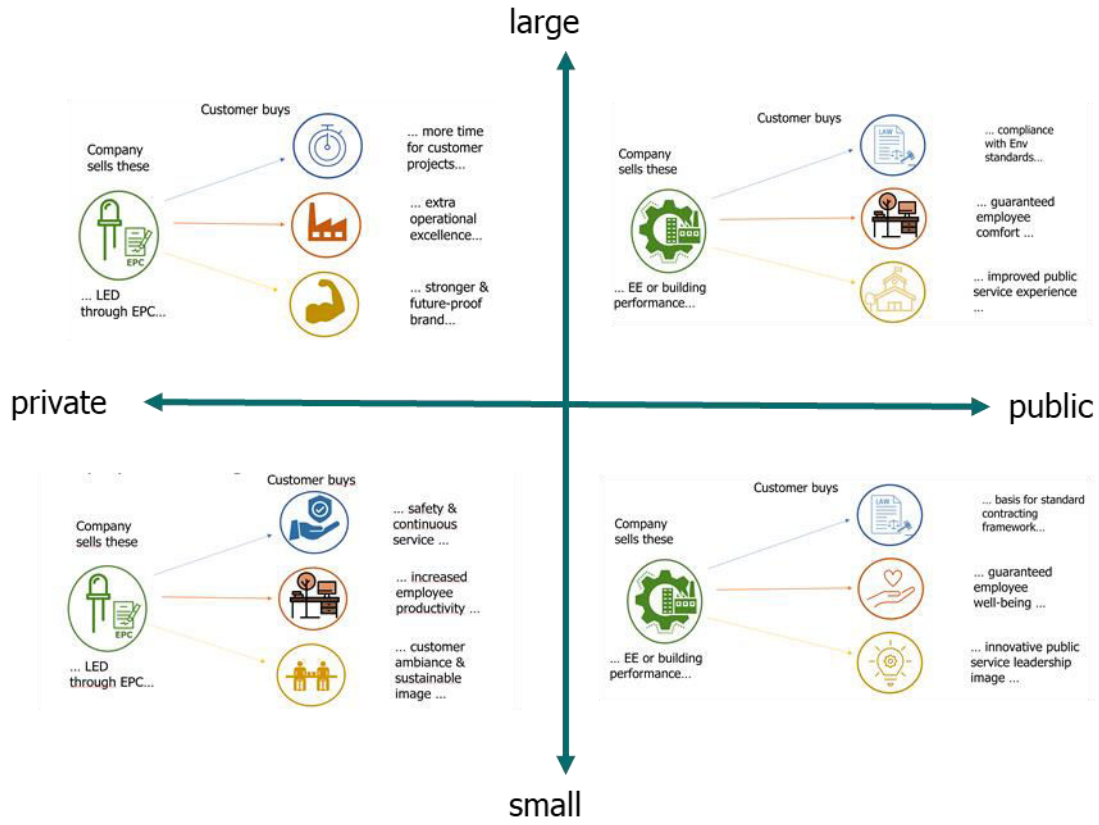 large
Customer buys
Company
sells these
EPC
... LED
through EPC...
... more time
for customer
projects...
... extra
operational
excellence...
... stronger &
future-proof
brand...
Customer buys
Company
sells these
... EE or building
performance...
LAW
... compliance
with Env
standards...
... guaranteed
employee
comfort ...
... improved public
service experience
...
private
public
Customer buys
Company
sells these
EPC
... LED
through EPC...
... safety &
continuous
service ...
... increased
employee
productivity ...
... customer
ambiance &
sustainable
image ...
Customer buys
Company
sells these
... EE or building
performance...
LAW
... basis for standard
contracting
framework...
... guaranteed
employee
well-being ...
... innovative public
service leadership
image ...
small